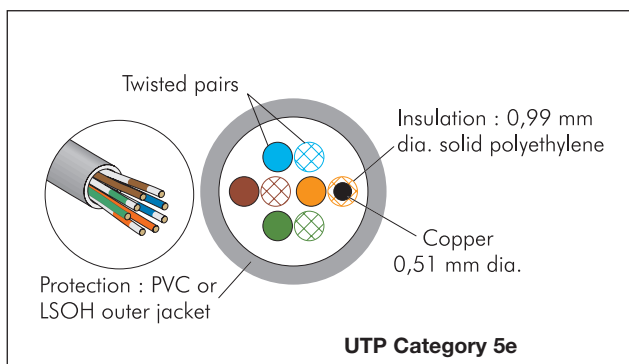 Twisted pairs
Insulation : 0,99 mm
dia. solid polyethylene
Copper
0,51 mm dia.
Protection : PVC or
LSOH outer jacket
UTP Category 5e